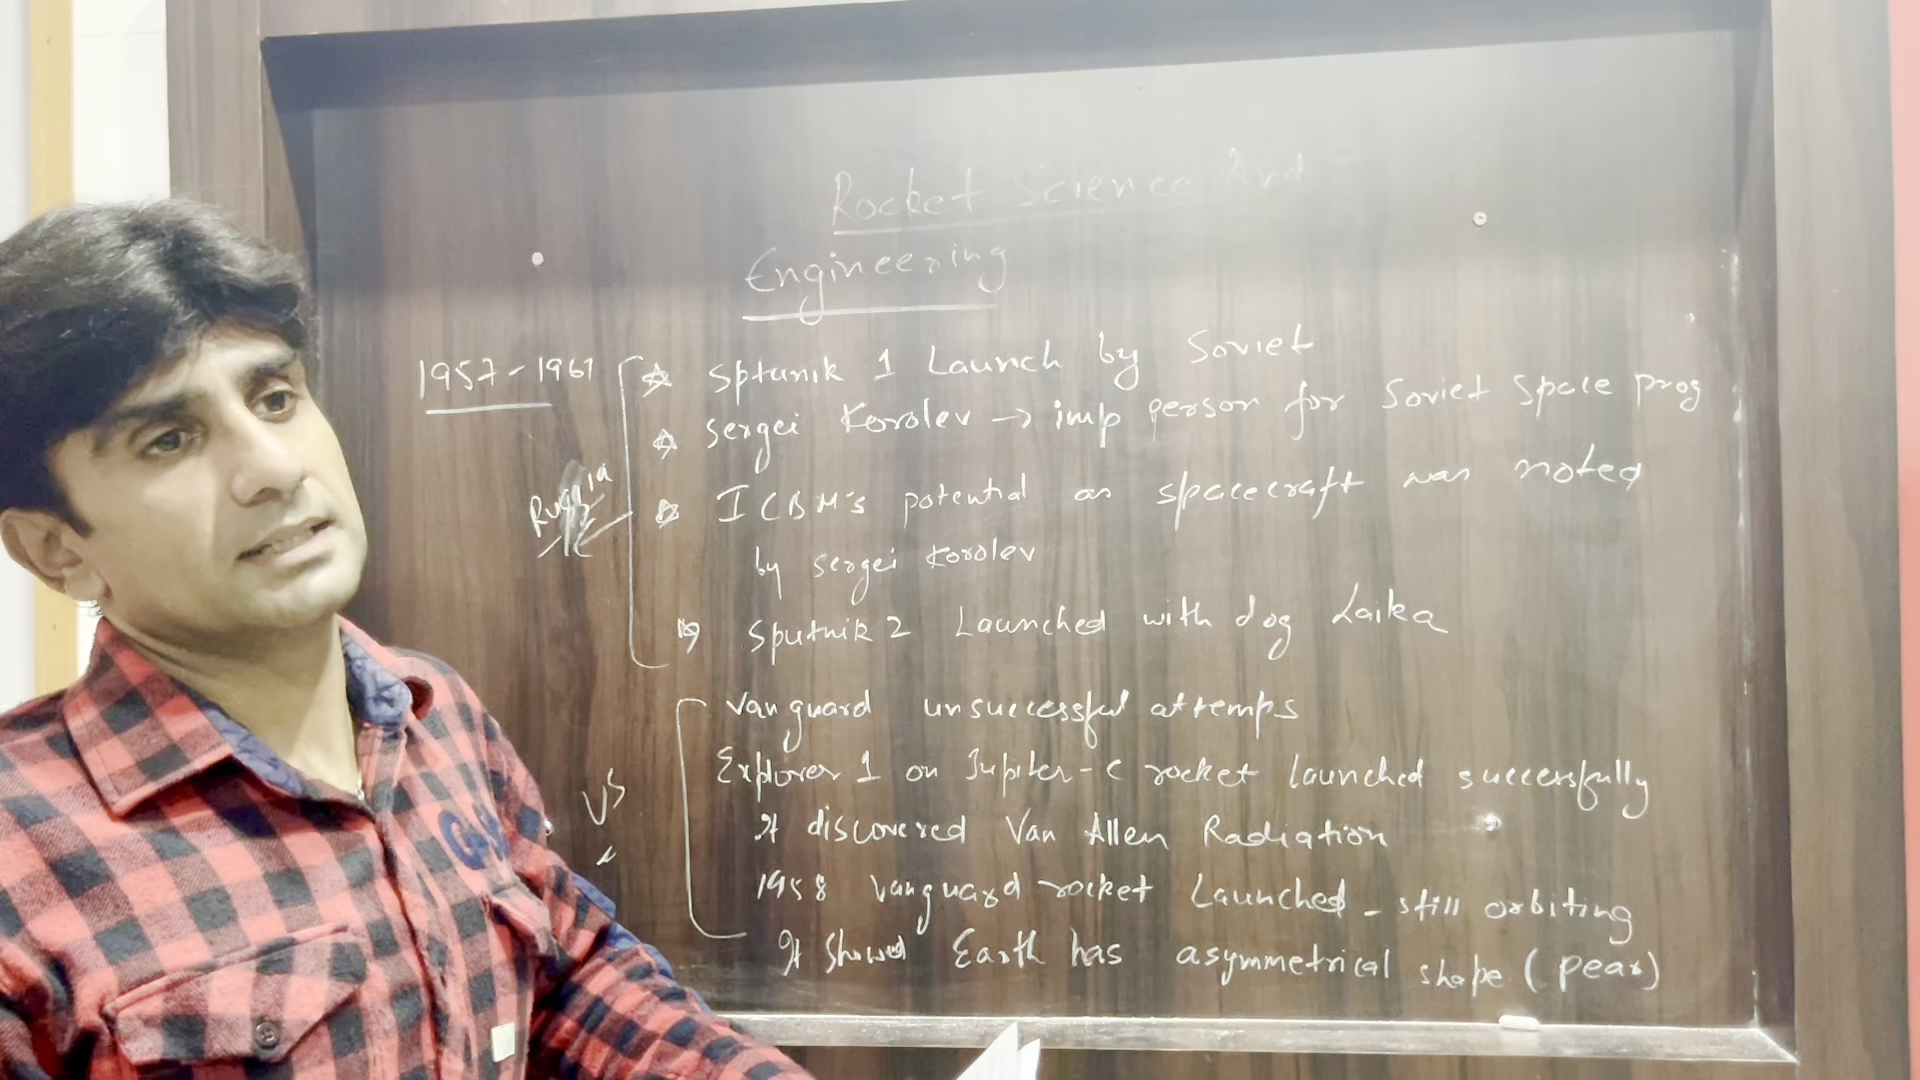 Rocket Science And
Engineering
1957-1961
☆ Sptunik 1 Launch by Soviet
☆ Sergei Korolev → imp person for Soviet Space prog
Russia
☆ ICBM's potential as spacecraft was noted
by sergei Korolev
☆ Sputnik 2 Launched with dog Laika
Vanguard unsuccessful attemps
US
Explorer 1 on Jupiter-c rocket launched successfully
It discovered Van Allen Radiation
1958 Vanguard rocket Launched - still orbiting
It Showed Earth has asymmetrical shape (pear)